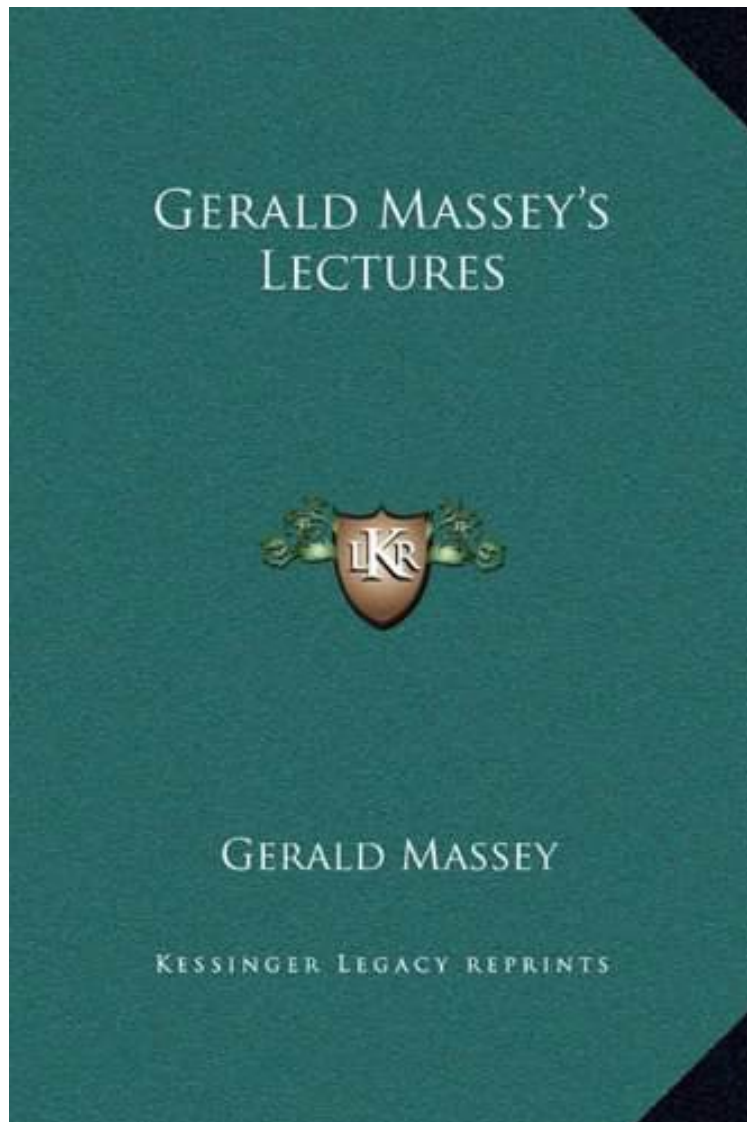 GERALD MASSEY'S
LECTURES
LKR
GERALD MASSEY
KESSINGER LEGACY REPRINTS